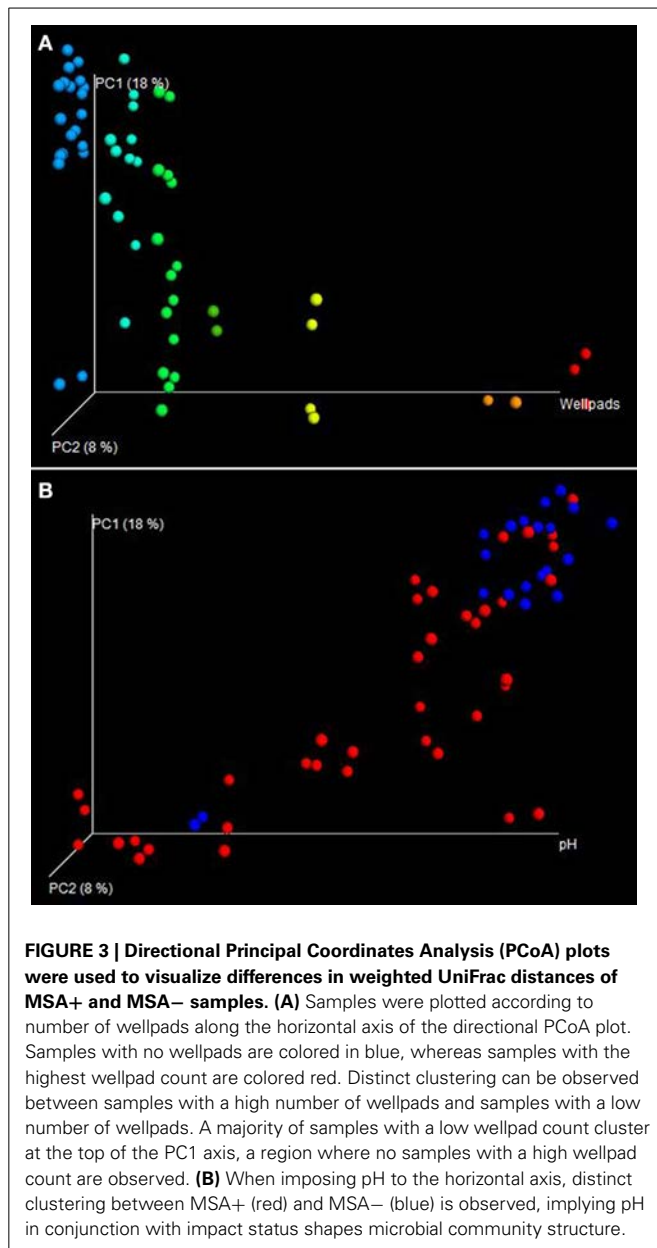 A
PC1 (18 %)
Wellpads
PC2 (8 %)
B
PC1 (18 %)
pH
PC2 (8 %)
FIGURE 3 | Directional Principal Coordinates Analysis (PCoA) plots
were used to visualize differences in weighted UniFrac distances of
MSA+ and MSA− samples. (A) Samples were plotted according to
number of wellpads along the horizontal axis of the directional PCoA plot.
Samples with no wellpads are colored in blue, whereas samples with the
highest wellpad count are colored red. Distinct clustering can be observed
between samples with a high number of wellpads and samples with a low
number of wellpads. A majority of samples with a low wellpad count cluster
at the top of the PC1 axis, a region where no samples with a high wellpad
count are observed. (B) When imposing pH to the horizontal axis, distinct
clustering between MSA+ (red) and MSA− (blue) is observed, implying pH
in conjunction with impact status shapes microbial community structure.